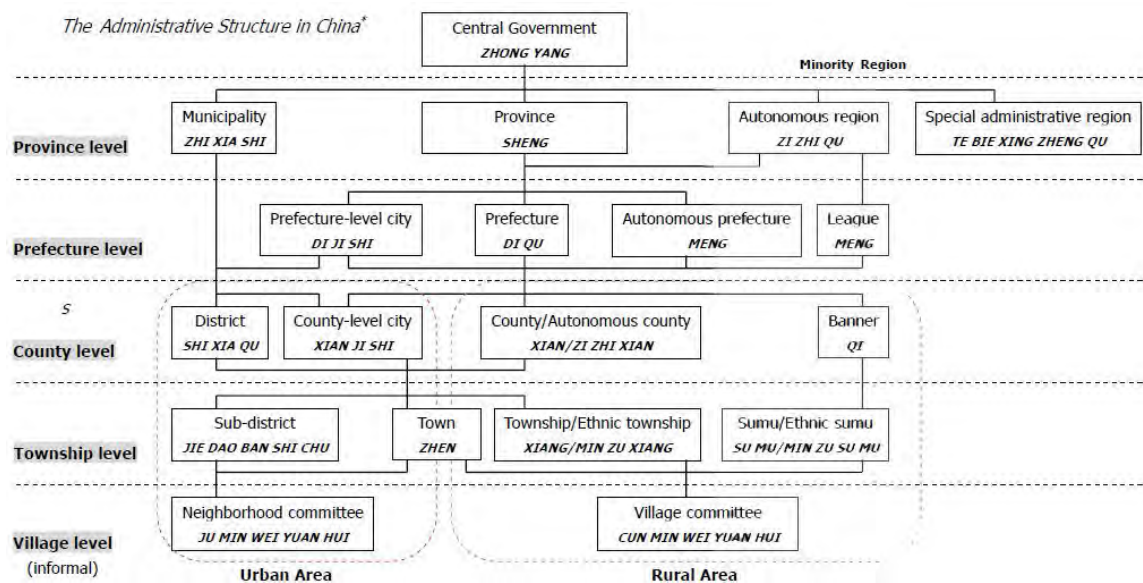 The Administrative Structure in China*
Central Government
ZHONG YANG
Minority Region
Municipality
ZHI XIA SHI
Province
SHENG
Autonomous region
ZI ZHI QU
Special administrative region
TE BIE XING ZHENG QU
Province level
Prefecture-level city
DI JI SHI
Prefecture
DI QU
Autonomous prefecture
MENG
League
MENG
Prefecture level
S
District
SHI XIA QU
County-level city
XIAN JI SHI
County/Autonomous county
XIAN/ZI ZHI XIAN
Banner
QI
County level
Sub-district
JIE DAO BAN SHI CHU
Town
ZHEN
Township/Ethnic township
XIANG/MIN ZU XIANG
Sumu/Ethnic sumu
SU MU/MIN ZU SU MU
Township level
Neighborhood committee
JU MIN WEI YUAN HUI
Village committee
CUN MIN WEI YUAN HUI
Village level
(informal)
Urban Area
Rural Area